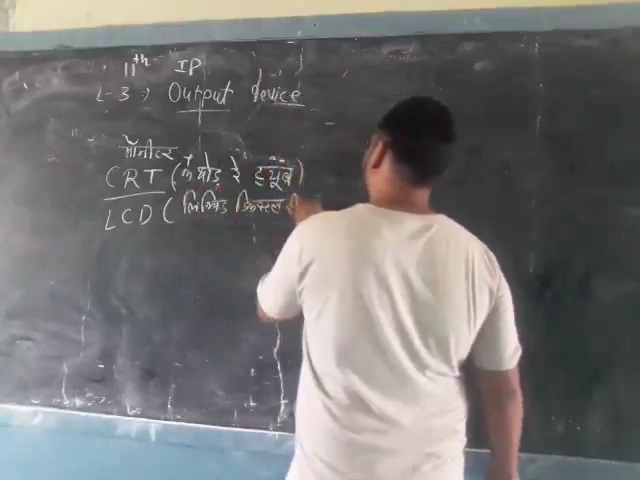 11th IP
L-3 :→ Output device
मॉनीटर
CRT (कैथोड रे ट्यूब)
LCD ( लिक्विड क्रिस्टल